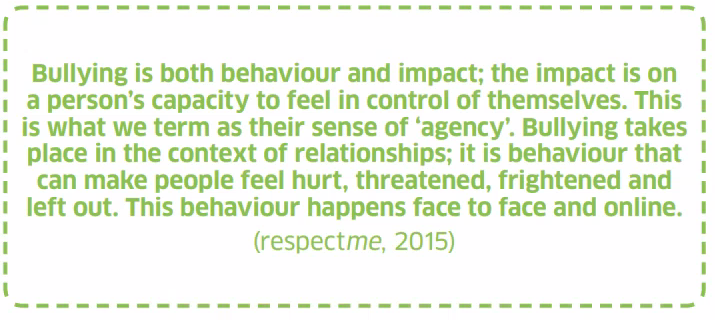 Bullying is both behaviour and impact; the impact is on
a person’s capacity to feel in control of themselves. This
is what we term as their sense of ‘agency’. Bullying takes
place in the context of relationships; it is behaviour that
can make people feel hurt, threatened, frightened and
left out. This behaviour happens face to face and online.
(respectme, 2015)